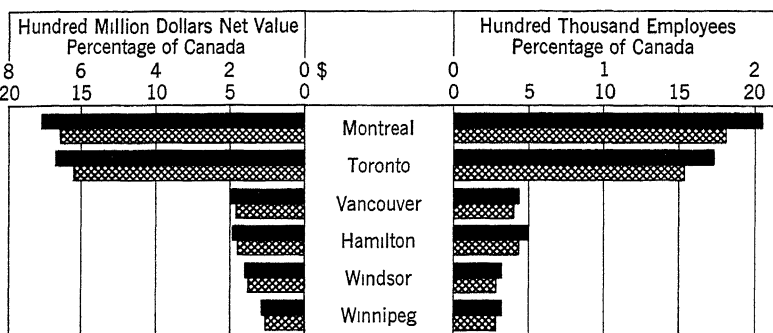 Hundred Million Dollars Net Value
Percentage of Canada
8 6 4 2 0 $
20 15 10 5 0
Hundred Thousand Employees
Percentage of Canada
0 1 2
0 5 10 15 20
Montreal
Toronto
Vancouver
Hamilton
Windsor
Winnipeg